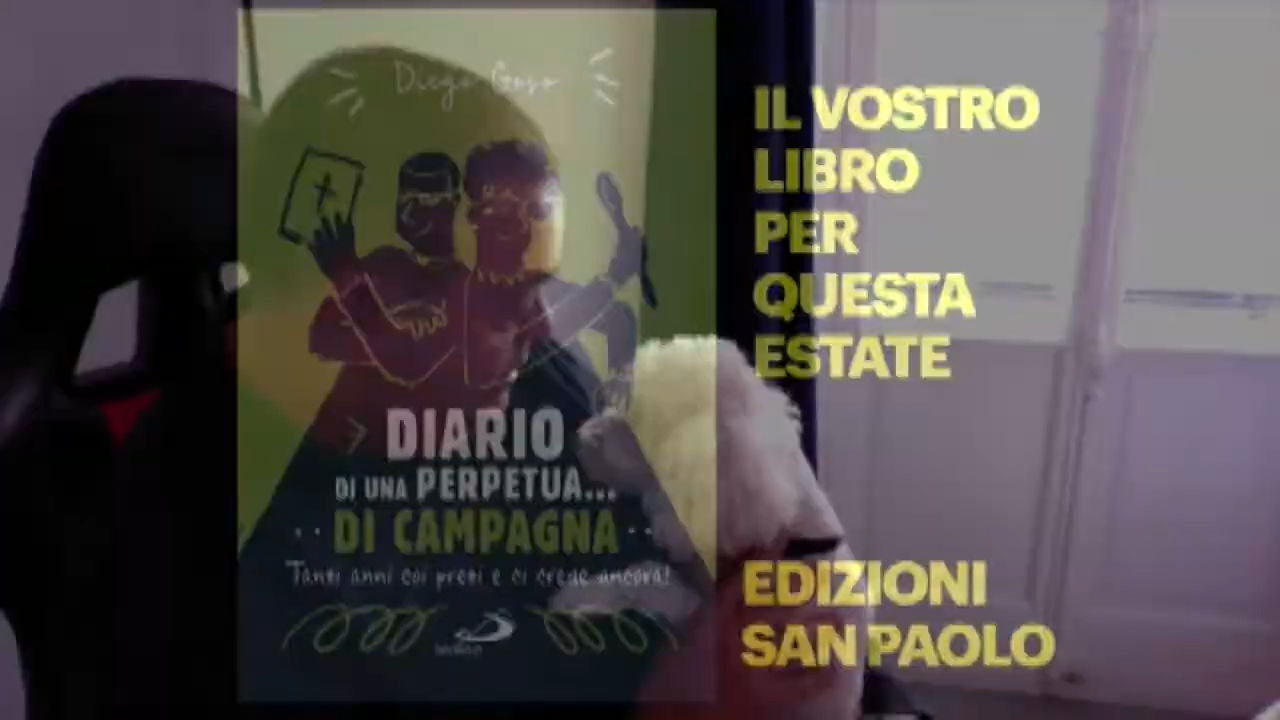 Diego Goso
DIARIO
DI UNA PERPETUA...
DI CAMPAGNA
Tanti anni coi preti e ci crede ancora!
IL VOSTRO
LIBRO
PER
QUESTA
ESTATE
EDIZIONI
SAN PAOLO